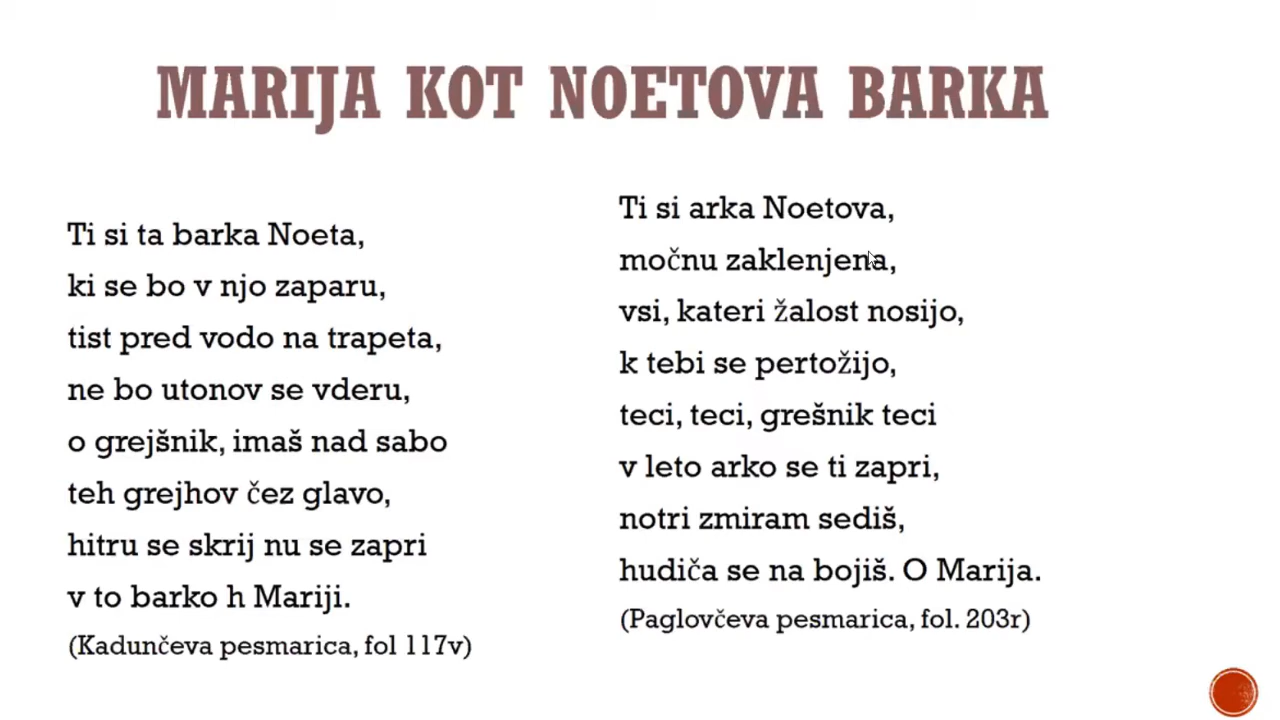 MARIJA KOT NOETOVA BARKA
Ti si ta barka Noeta,
ki se bo v njo zaparu,
tist pred vodo na trapeta,
ne bo utonov se vderu,
o grejšnik, imaš nad sabo
teh grejhov čez glavo,
hitru se skrij nu se zapri
v to barko h Mariji.
(Kadunčeva pesmarica, fol 117v)
Ti si arka Noetova,
močnu zaklenjena,
vsi, kateri žalost nosijo,
k tebi se pertožijo,
teci, teci, grešnik teci
v leto arko se ti zapri,
notri zmiram sediš,
hudiča se na bojiš. O Marija.
(Paglovčeva pesmarica, fol. 203r)